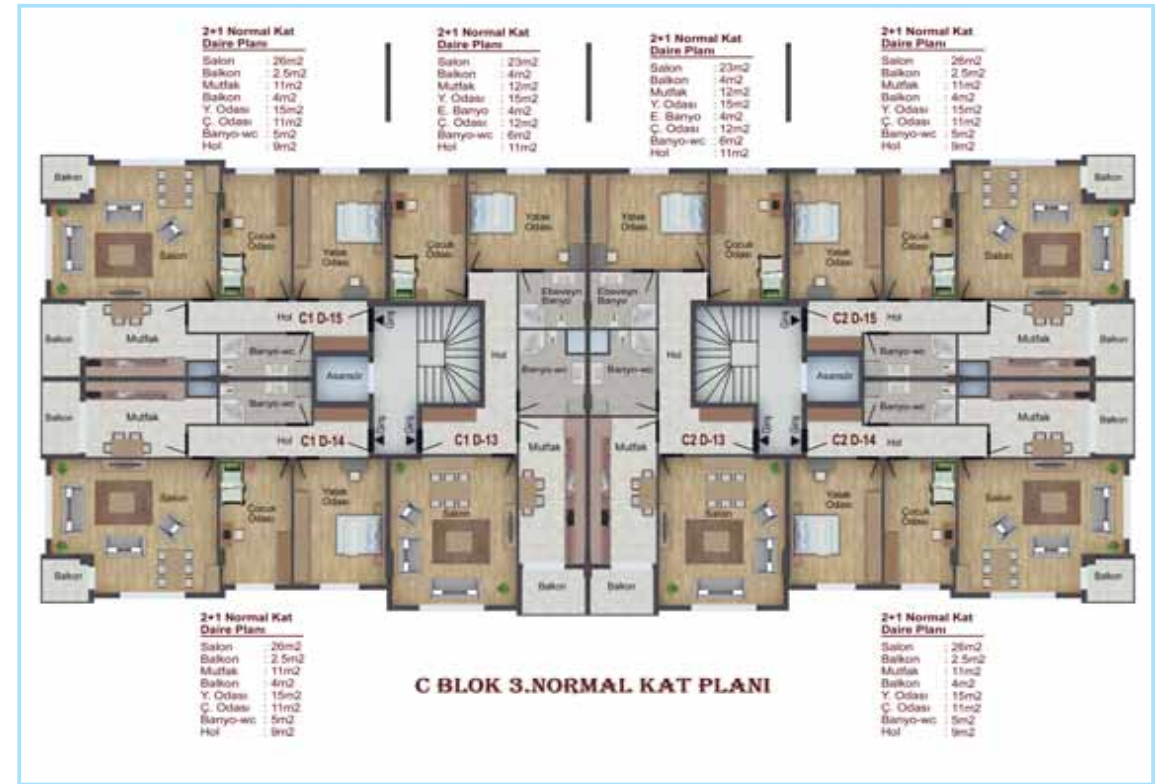 2+1 Normal Kat
Daire Planı
Salon : 26m2
Balkon : 2.5m2
Mutfak : 11m2
Balkon : 4m2
Y. Odası : 15m2
Ç. Odası : 11m2
Banyo-wc : 5m2
Hol : 9m2
2+1 Normal Kat
Daire Planı
Salon : 23m2
Balkon : 4m2
Mutfak : 12m2
Y. Odası : 15m2
E. Banyo : 4m2
Ç. Odası : 12m2
Banyo-wc : 6m2
Hol : 11m2
2+1 Normal Kat
Daire Planı
Salon : 23m2
Balkon : 4m2
Mutfak : 12m2
Y. Odası : 15m2
E. Banyo : 4m2
Ç. Odası : 12m2
Banyo-wc : 6m2
Hol : 11m2
2+1 Normal Kat
Daire Planı
Salon : 26m2
Balkon : 2.5m2
Mutfak : 11m2
Balkon : 4m2
Y. Odası : 15m2
Ç. Odası : 11m2
Banyo-wc : 5m2
Hol : 9m2
Balkon
Salon
Çocuk
Odası
Yatak
Odası
Çocuk
Odası
Yatak
Odası
Yatak
Odası
Çocuk
Odası
Yatak
Odası
Çocuk
Odası
Salon
Balkon
Balkon
Mutfak
Hol
C1 D-15
Giriş
Banyo-wc
Asansör
Hol
Ebeveyn
Banyo
Ebeveyn
Banyo
Banyo-wc
Banyo-wc
Hol
Giriş
C2 D-15
Hol
Banyo-wc
Asansör
Mutfak
Balkon
Balkon
Mutfak
Banyo-wc
Hol
C1 D-14
Giriş
Giriş
C1 D-13
Mutfak
Mutfak
C2 D-13
Giriş
Giriş
C2 D-14
Hol
Banyo-wc
Mutfak
Balkon
Salon
Çocuk
Odası
Yatak
Odası
Salon
Salon
Yatak
Odası
Çocuk
Odası
Salon
Balkon
Balkon
Balkon
Balkon
2+1 Normal Kat
Daire Planı
Salon : 26m2
Balkon : 2.5m2
Mutfak : 11m2
Balkon : 4m2
Y. Odası : 15m2
Ç. Odası : 11m2
Banyo-wc : 5m2
Hol : 9m2
C BLOK 3.NORMAL KAT PLANI
2+1 Normal Kat
Daire Planı
Salon : 26m2
Balkon : 2.5m2
Mutfak : 11m2
Balkon : 4m2
Y. Odası : 15m2
Ç. Odası : 11m2
Banyo-wc : 5m2
Hol : 9m2